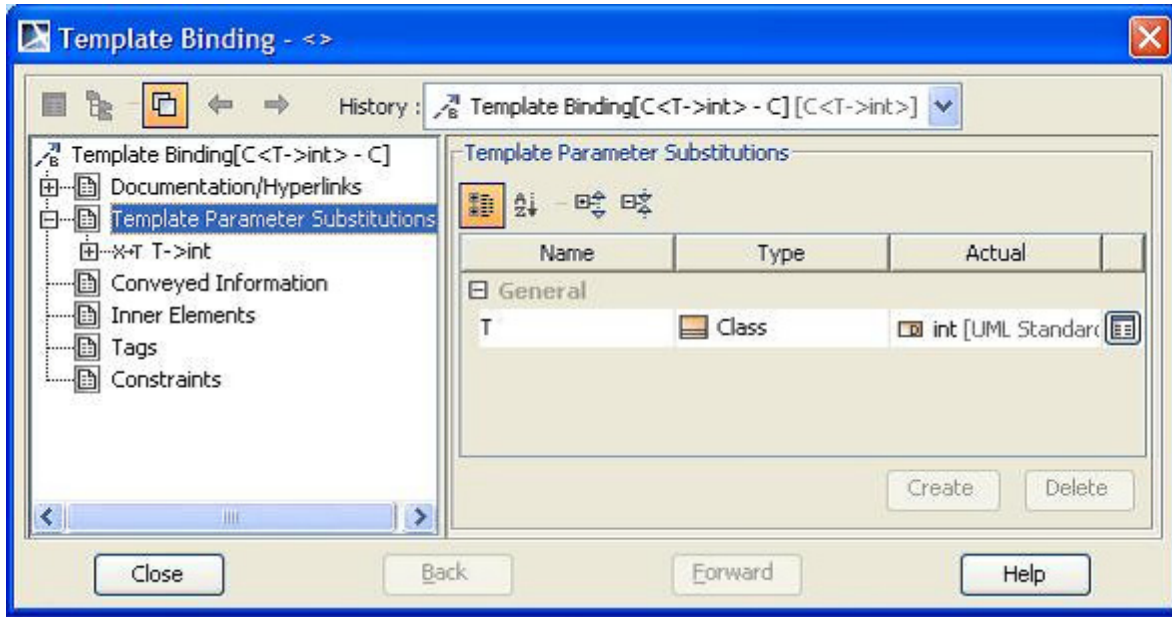 Template Binding - <>
History : Template Binding[C<T->int> - C] [C<T->int>]
Template Binding[C<T->int> - C]
Documentation/Hyperlinks
Template Parameter Substitutions
T->int
Conveyed Information
Inner Elements
Tags
Constraints
Template Parameter Substitutions
Name Type Actual
General
T Class int [UML Standard
Create Delete
Close Back Forward Help